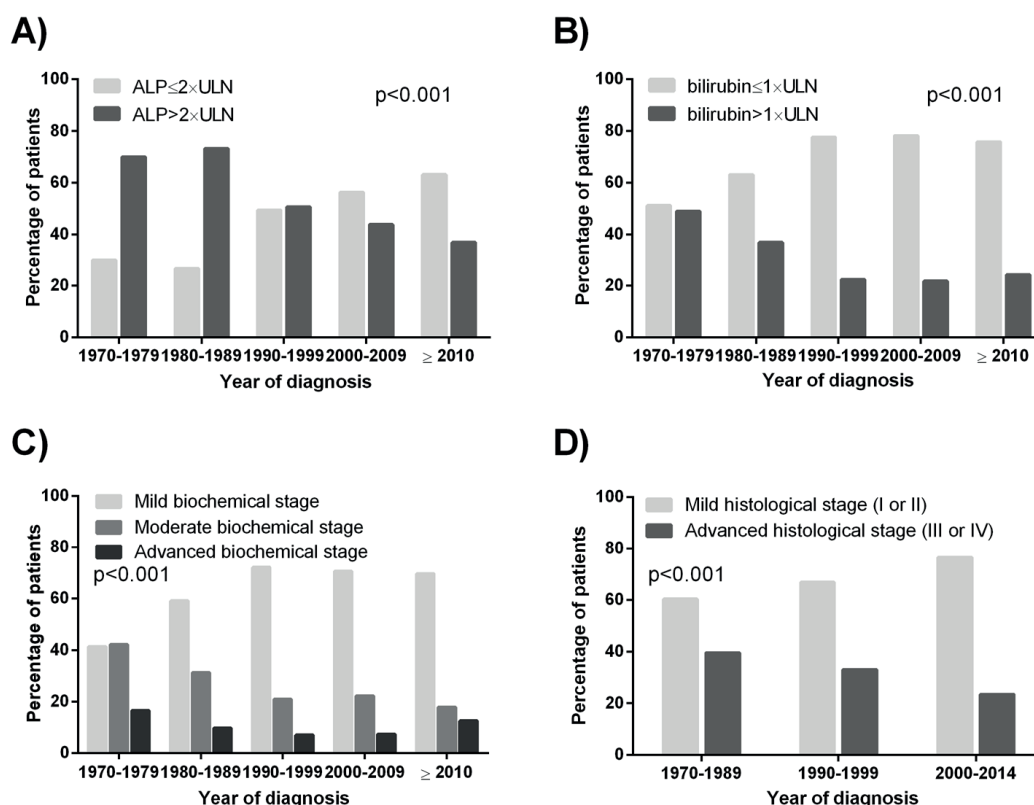 A)
ALP≤2×ULN
ALP>2×ULN
p<0.001
Percentage of patients
100
80
60
40
20
0
1970-1979 1980-1989 1990-1999 2000-2009 ≥ 2010
Year of diagnosis
B)
bilirubin≤1×ULN
bilirubin>1×ULN
p<0.001
Percentage of patients
100
80
60
40
20
0
1970-1979 1980-1989 1990-1999 2000-2009 ≥ 2010
Year of diagnosis
C)
Mild biochemical stage
Moderate biochemical stage
Advanced biochemical stage
p<0.001
Percentage of patients
100
80
60
40
20
0
1970-1979 1980-1989 1990-1999 2000-2009 ≥ 2010
Year of diagnosis
D)
Mild histological stage (I or II)
Advanced histological stage (III or IV)
p<0.001
Percentage of patients
100
80
60
40
20
0
1970-1989 1990-1999 2000-2014
Year of diagnosis